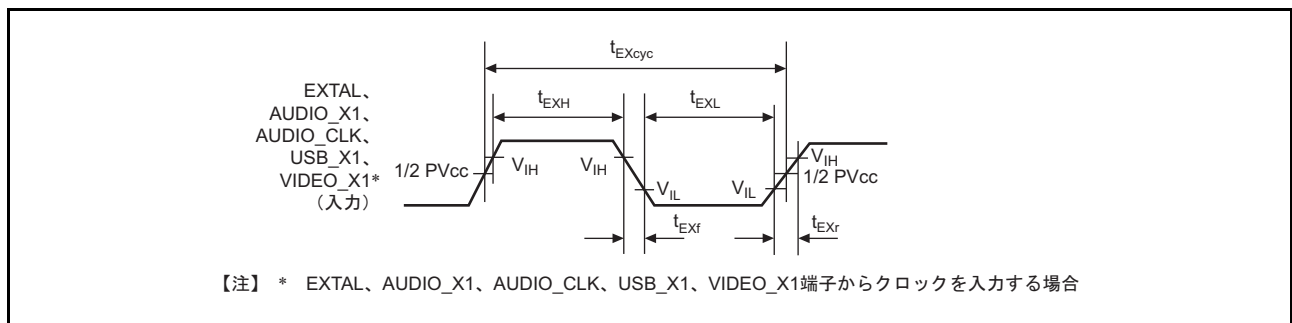 tEXcyc
EXTAL、
AUDIO_X1、
AUDIO_CLK、
USB_X1、
VIDEO_X1*
（入力）
tEXH
tEXL
1/2 PVcc
VIH
VIH
VIL
VIL
VIH
1/2 PVcc
tEXf
tEXr
【注】 * EXTAL、AUDIO_X1、AUDIO_CLK、USB_X1、VIDEO_X1端子からクロックを入力する場合